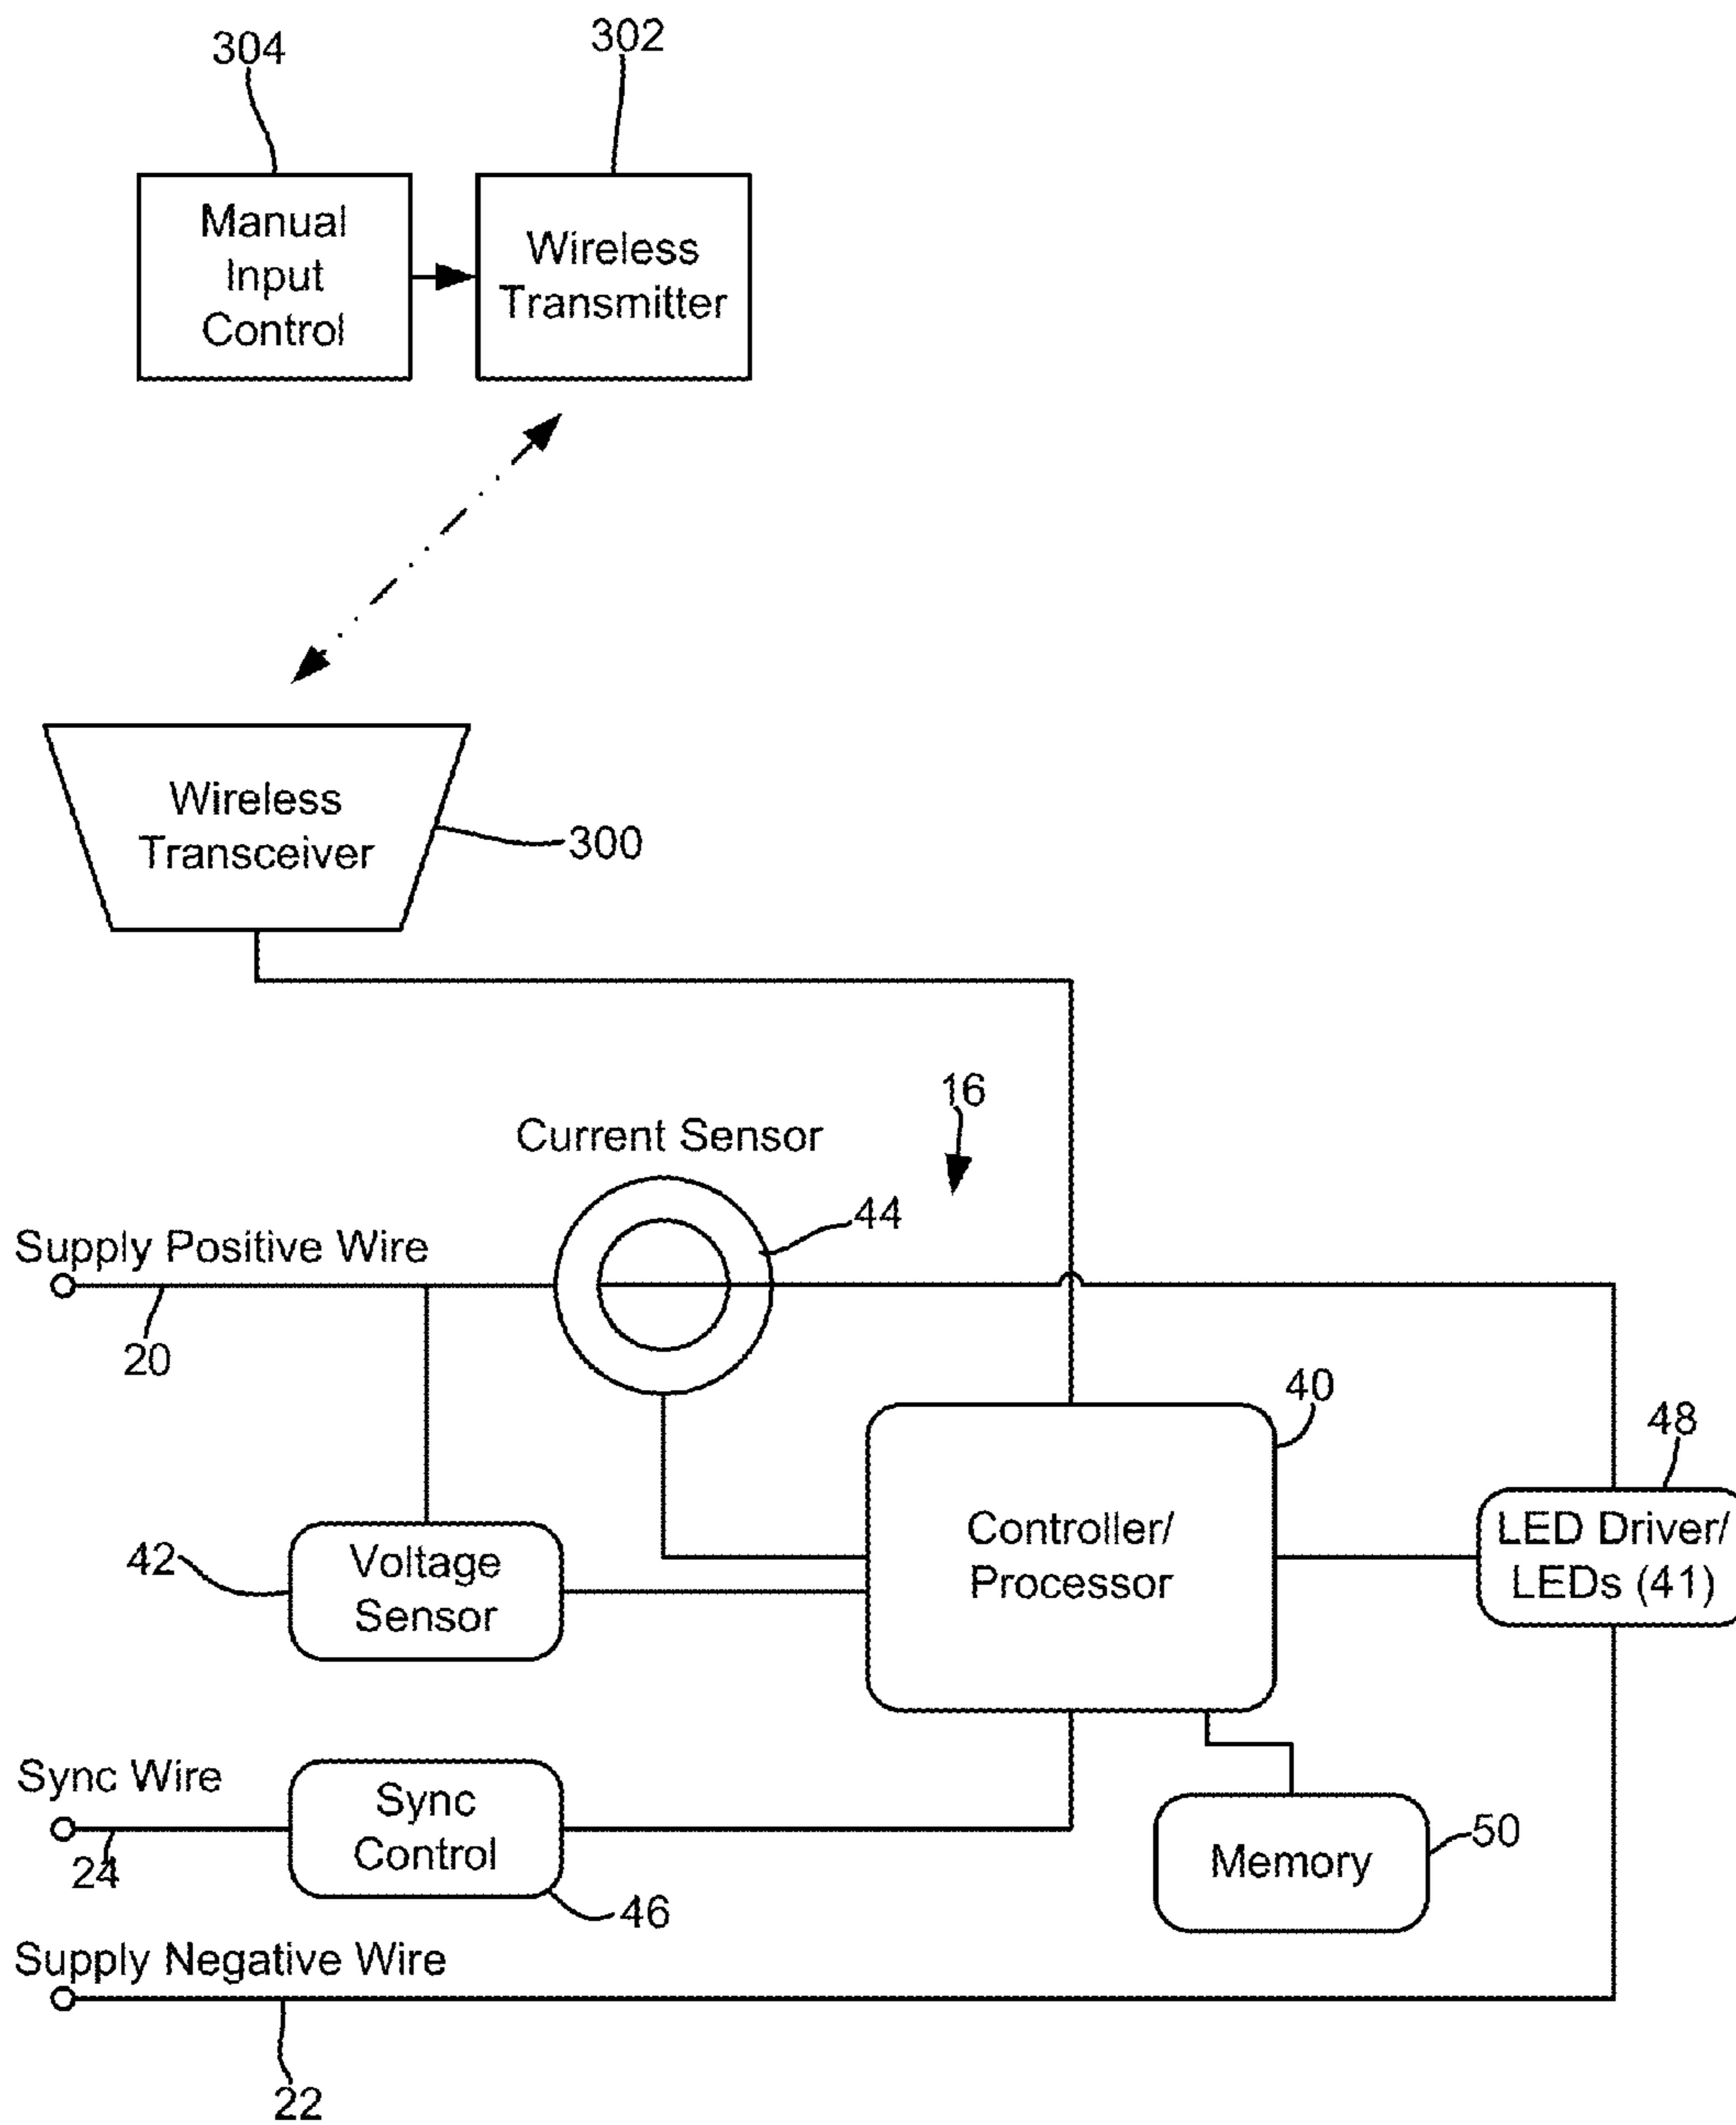 304
302
Manual
Input
Control
Wireless
Transmitter
Wireless
Transceiver
300
16
Current Sensor
44
Supply Positive Wire
20
40
48
Controller/
Processor
LED Driver/
LEDs (41)
42
Voltage
Sensor
Sync Wire
Sync
Control
24
46
Memory
50
Supply Negative Wire
22